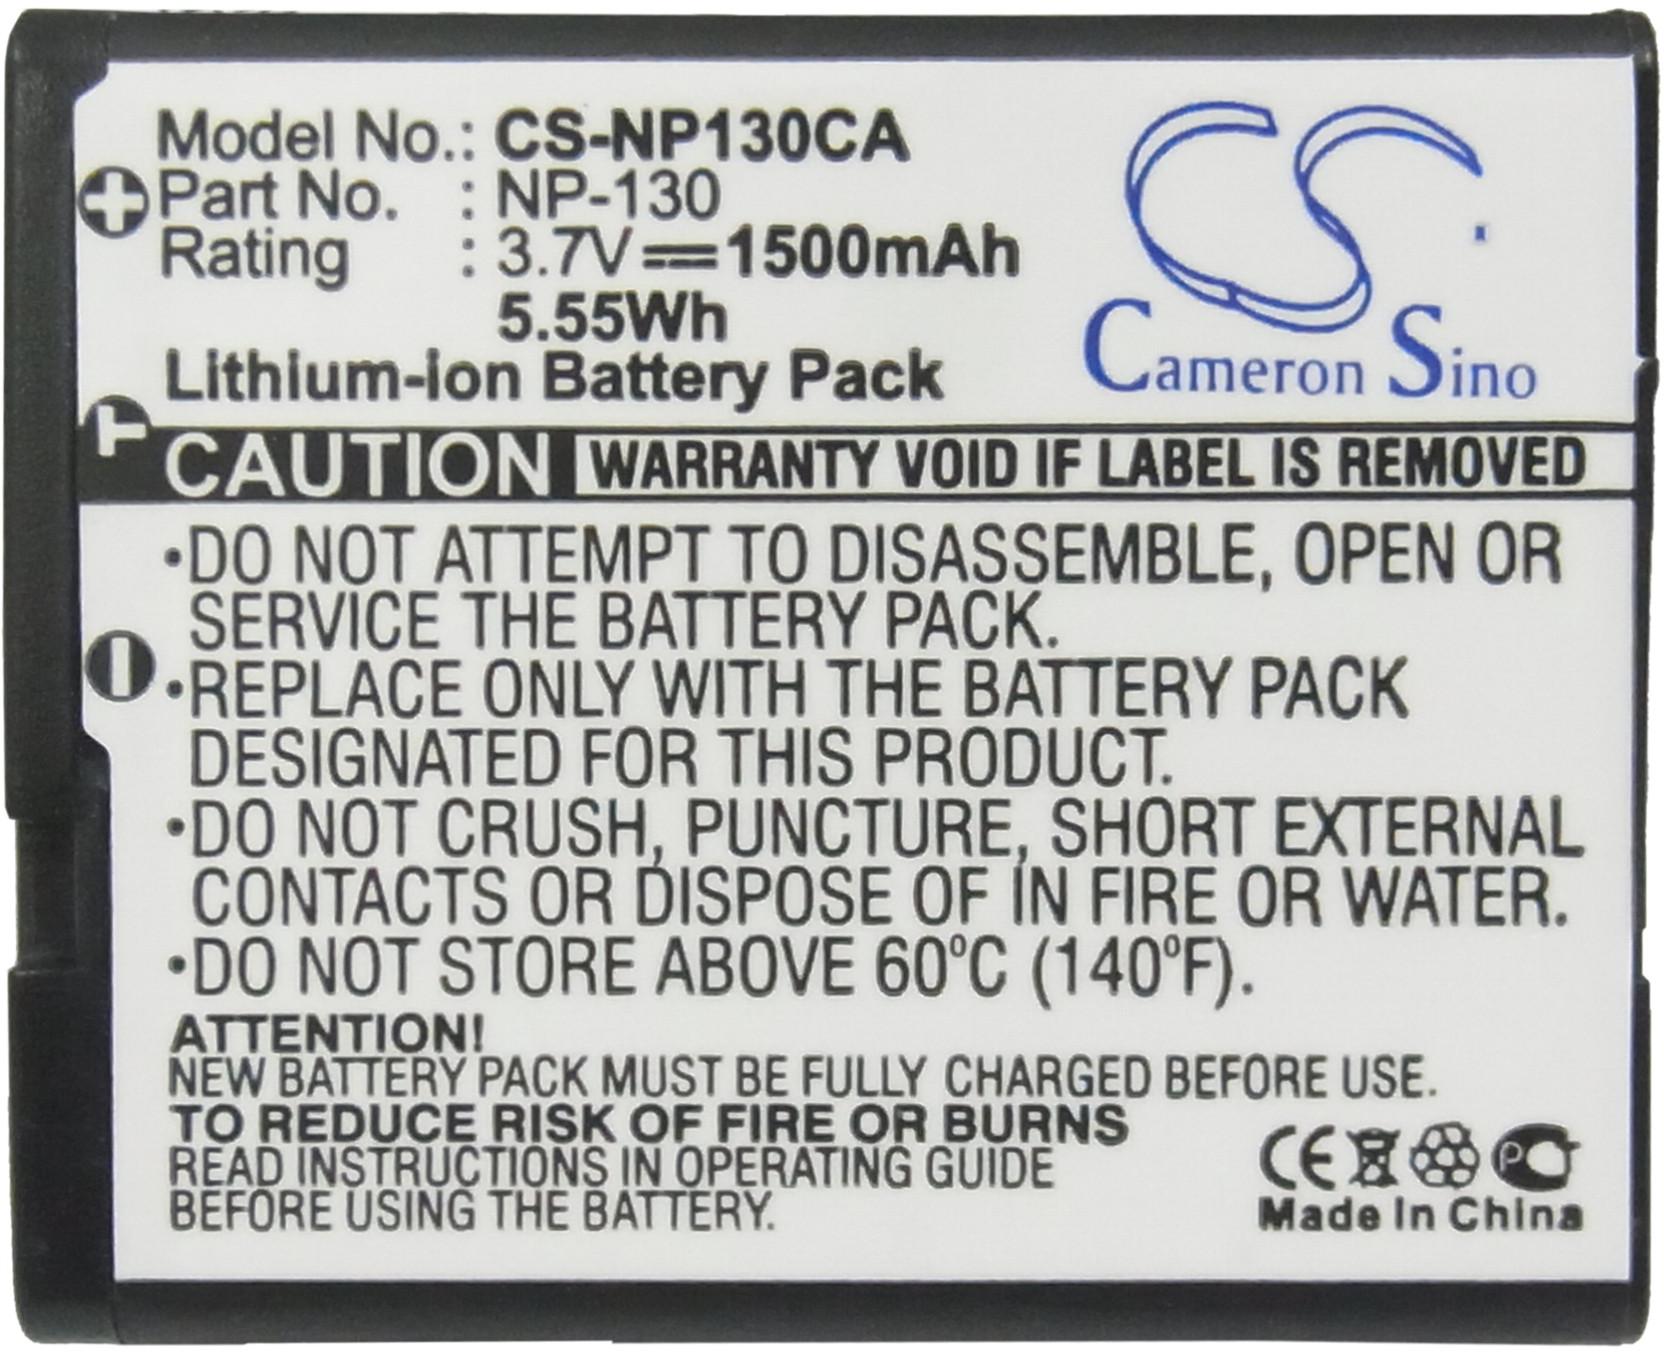 Model No.: CS-NP130CA
Part No. : NP-130
Rating : 3.7V⎓1500mAh
5.55Wh
Lithium-ion Battery Pack
CS
Cameron Sino
CAUTION WARRANTY VOID IF LABEL IS REMOVED
•DO NOT ATTEMPT TO DISASSEMBLE, OPEN OR
SERVICE THE BATTERY PACK.
•REPLACE ONLY WITH THE BATTERY PACK
DESIGNATED FOR THIS PRODUCT.
•DO NOT CRUSH, PUNCTURE, SHORT EXTERNAL
CONTACTS OR DISPOSE OF IN FIRE OR WATER.
•DO NOT STORE ABOVE 60°C (140°F).
ATTENTION!
NEW BATTERY PACK MUST BE FULLY CHARGED BEFORE USE.
TO REDUCE RISK OF FIRE OR BURNS
READ INSTRUCTIONS IN OPERATING GUIDE
BEFORE USING THE BATTERY.
T
CE PC
Made In China